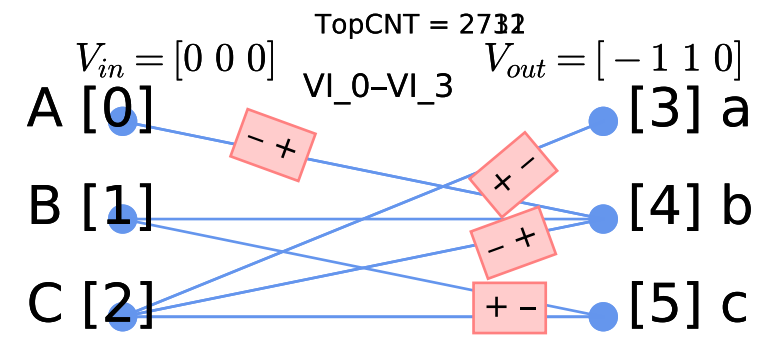 TopCNT =
V_in = [0 0 0]
V_out = [ − 1 1 0]
VI_0–VI_3
A [0]
[3] a
− +
+ −
B [1]
[4] b
− +
C [2]
+ −
[5] c